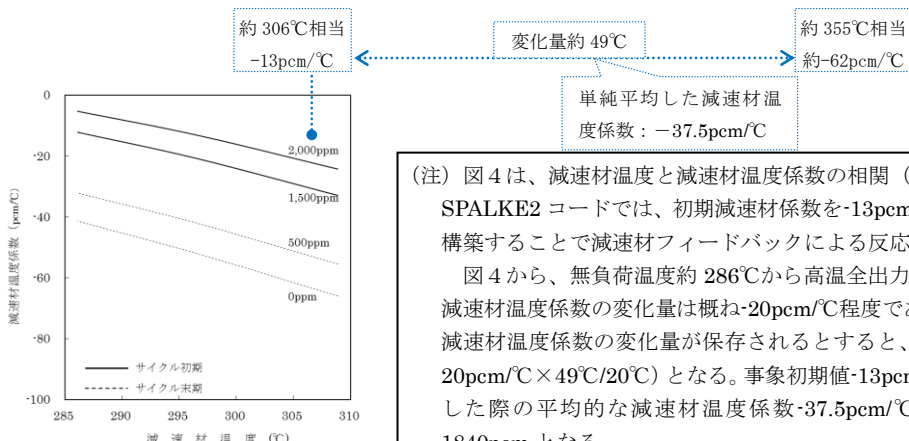 約 306℃相当
-13pcm/℃
変化量約 49℃
約 355℃相当
約-62pcm/℃
単純平均した減速材温
度係数：－37.5pcm/℃
0
-20
-40
-60
-80
-100
減速材温度係数 (pcm/℃)
2,000ppm
1,500ppm
500ppm
0ppm
サイクル初期
サイクル末期
285
290
295
300
305
310
減 速 材 温 度 (℃)
（注）図４は、減速材温度と減速材温度係数の相関（
SPALKE2 コードでは、初期減速材係数を-13pcm
構築することで減速材フィードバックによる反応
図４から、無負荷温度約 286℃から高温全出力
減速材温度係数の変化量は概ね-20pcm/℃程度であ
減速材温度係数の変化量が保存されるとすると、
20pcm/℃×49℃/20℃）となる。事象初期値-13pcm
した際の平均的な減速材温度係数-37.5pcm/℃
1840pcm となる。